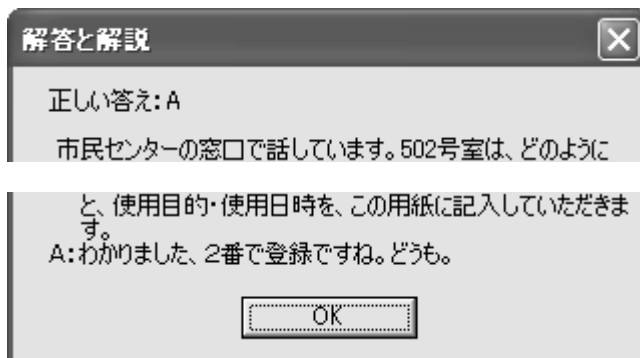 解答と解説
正しい答え:A
市民センターの窓口で話しています。502号室は、どのように
と、使用目的・使用日時を、この用紙に記入していただきま
す。
A:わかりました、2番で登録ですね。どうも。
OK